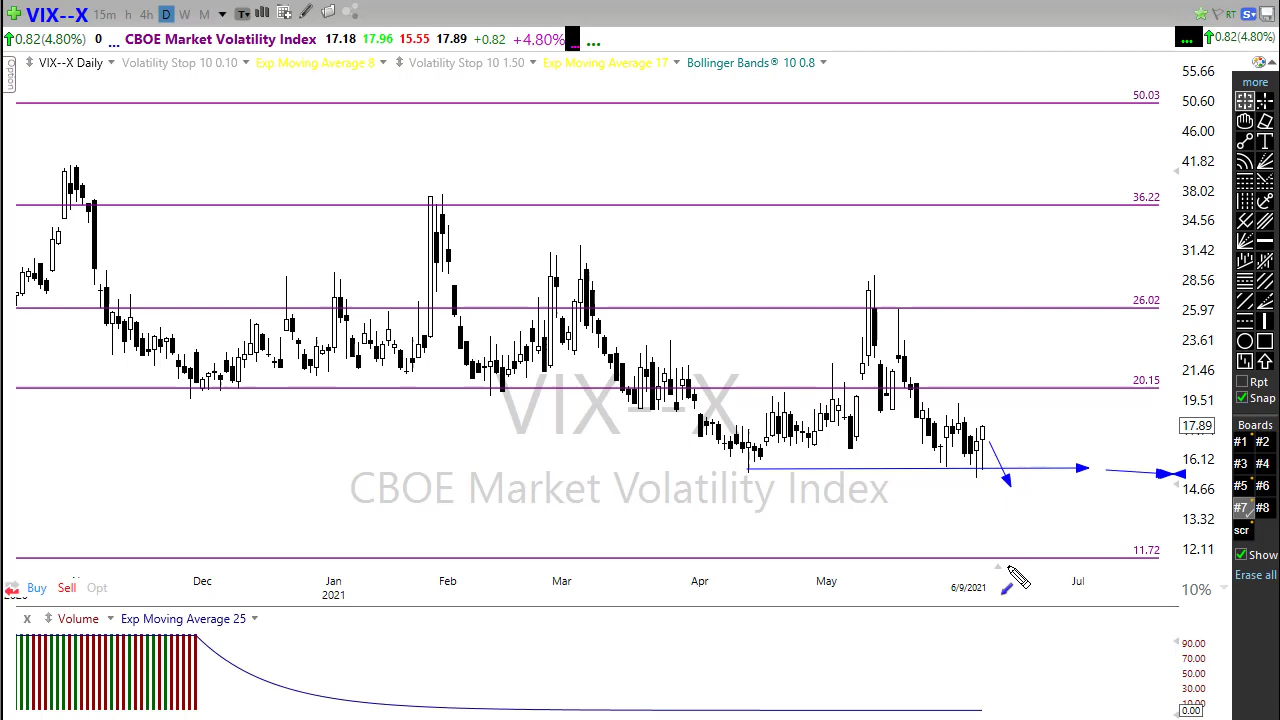 VIX--X 15m h 4h D W M T RT S
0.82(4.80%) 0 ... CBOE Market Volatility Index 17.18 17.96 15.55 17.89 +0.82 +4.80% ... ... 0.82(4.80%)
Option
VIX--X Daily Volatility Stop 10 0.10 Exp Moving Average 8 Volatility Stop 10 1.50 Exp Moving Average 17 Bollinger Bands® 10 0.8
more
55.66
50.03
50.60
46.00
41.82
38.02
36.22
34.56
31.42
28.56
26.02
25.97
23.61
21.46
20.15
19.51
17.89
16.12
14.66
13.32
12.11
11.72
VIX--X
CBOE Market Volatility Index
Rpt
Snap
Boards
#1 #2
#3 #4
#5 #6
#7 #8
scr
Show
Erase all
Dec Jan Feb Mar Apr May 6/9/2021 Jul
2021
Buy Sell Opt
10%
X Volume Exp Moving Average 25
90.00
70.00
50.00
30.00
0.00